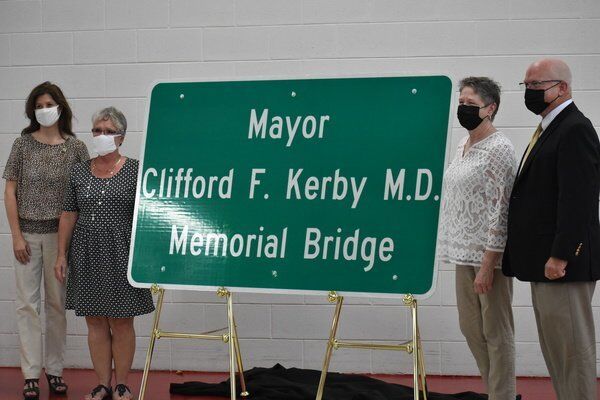 Mayor
Clifford F. Kerby M.D.
Memorial Bridge